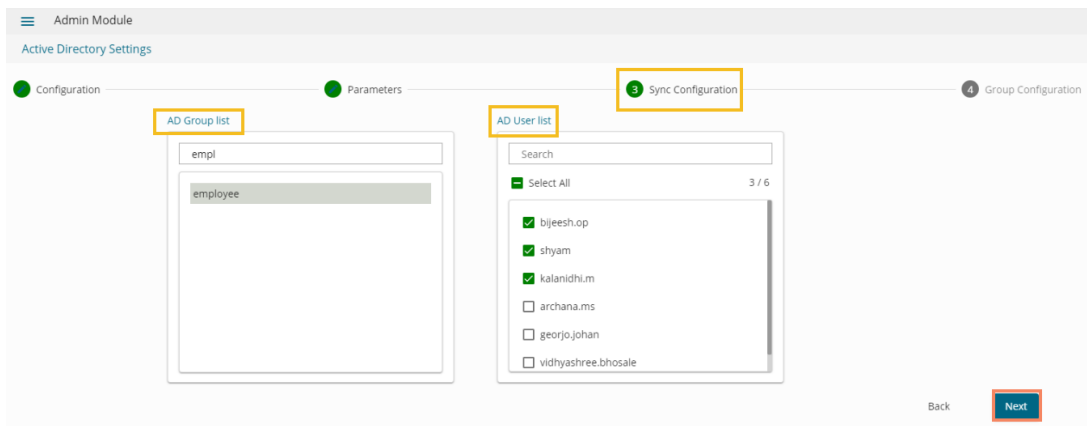 Admin Module
Active Directory Settings
Configuration
Parameters
3 Sync Configuration
4 Group Configuration
AD Group list
AD User list
empl
Search
Select All 3 / 6
employee
bijeesh.op
shyam
kalanidhi.m
archana.ms
georjo.johan
vidhyashree.bhosale
Back
Next